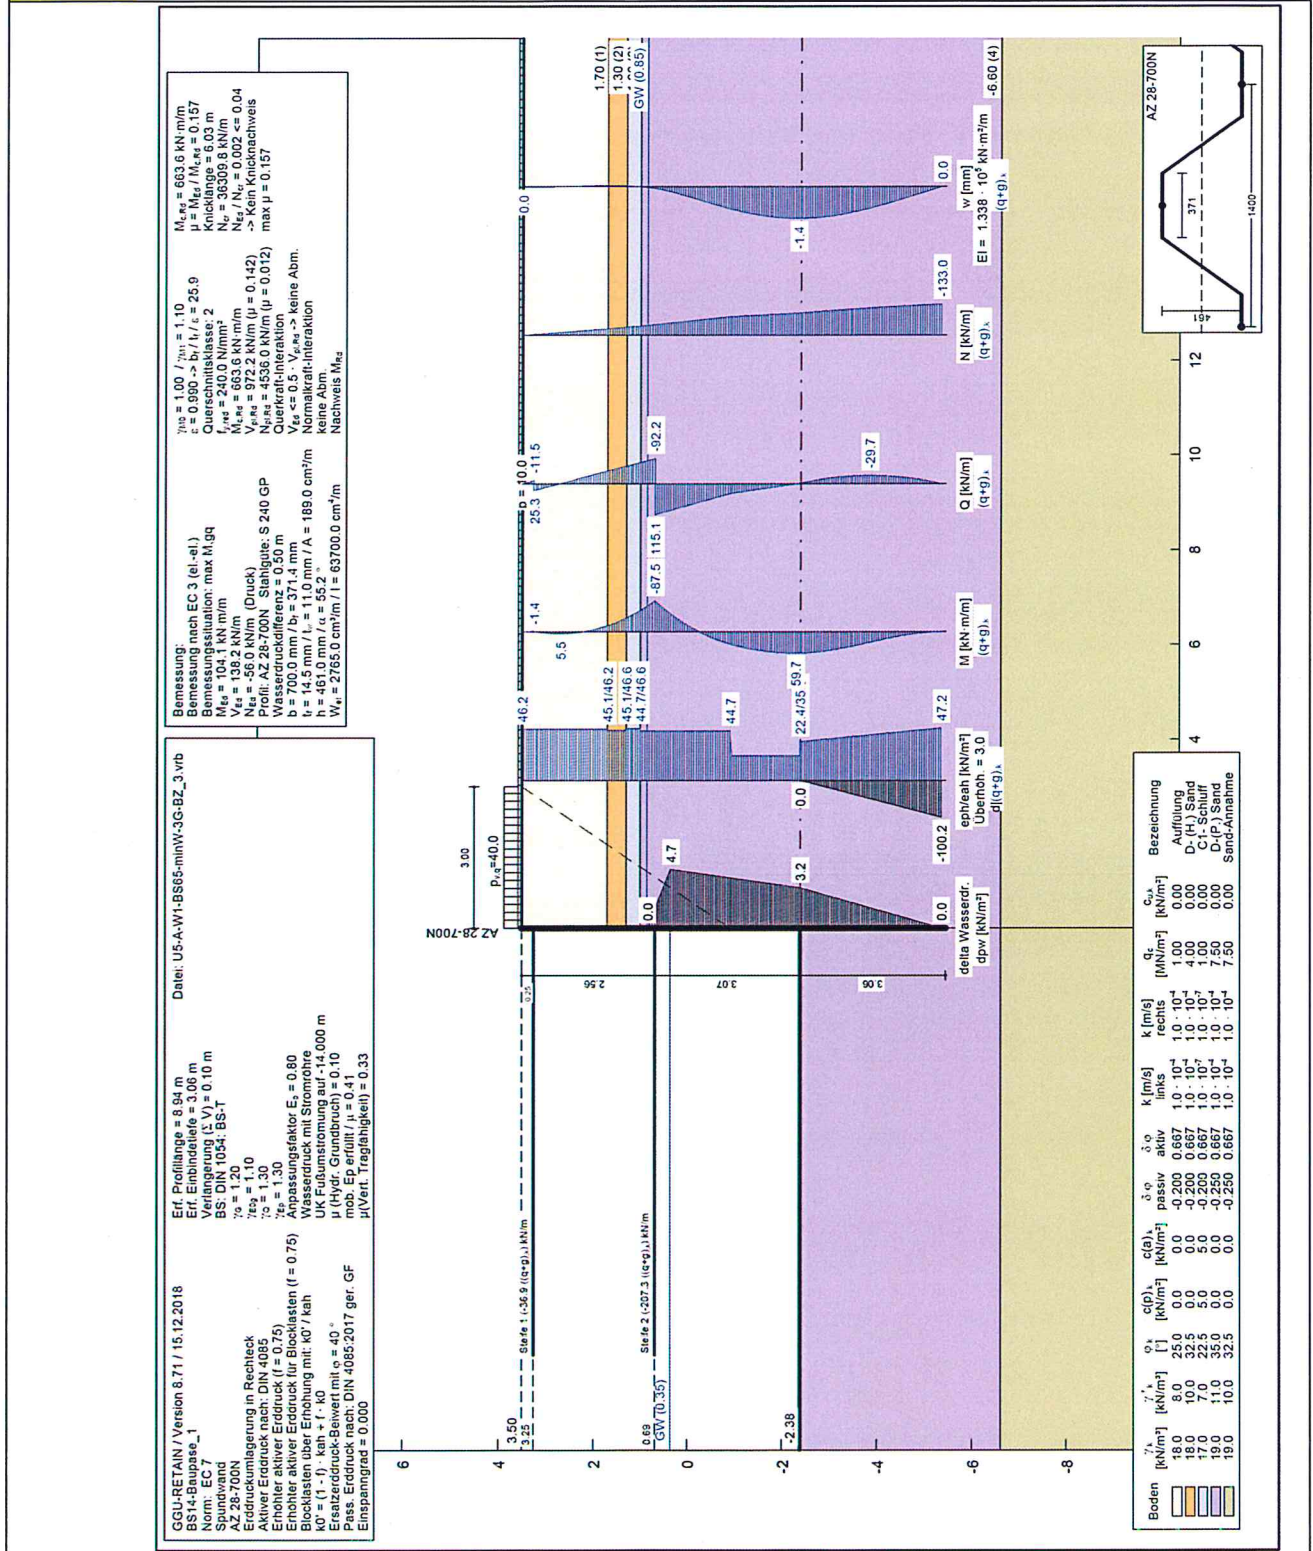 GGU-RETAIN / Version 8.71 / 15.12.2018
BS14-Baupase_1
Norm: EC 7
Spundwand
AZ 28-700N
Erddruckumlagerung in Rechteck
Aktiver Erddruck nach: DIN 4085
Erhöhter aktiver Erddruck (f = 0.75)
Erhöhter aktiver Erddruck für Blocklasten (f = 0.75)
Blocklasten über Erhöhung mit: k0' / kah
k0' = (1 - f) · kah + f · k0
Ersatzerddruck-Beiwert mit φ = 40 °
Pass. Erddruck nach: DIN 4085:2017 ger. GF
Einspanngrad = 0.000
Erf. Profillänge = 8.94 m
Erf. Einbindetiefe = 3.06 m
Verlängerung (Σ V) = 0.10 m
BS: DIN 1054: BS-T
γG = 1.20
γE0g = 1.10
γQ = 1.30
γEp = 1.30
Anpassungsfaktor Ep = 0.80
Wasserdruck mit Stromröhre
UK Fußumströmung auf -14.000 m
μ (Hydr. Grundbruch) = 0.10
mob. Ep erfüllt / μ = 0.41
μ(Vert. Tragfähigkeit) = 0.33
Datei: U5-A-W1-BS65-minW-3G-BZ_3.vrb
Bemessung:
Bemessung nach EC 3 (el.-el.)
Bemessungssituation: max M,gq
MEd = 104.1 kN·m/m
VEd = 138.2 kN/m
NEd = -56.0 kN/m (Druck)
Profil: AZ 28-700N Stahlgüte: S 240 GP
Wasserdruckdifferenz = 0.50 m
b = 700.0 mm / bf = 371.4 mm
tf = 14.5 mm / tw = 11.0 mm / A = 189.0 cm²/m
h = 461.0 mm / α = 55.2 °
Wel = 2765.0 cm³/m / I = 63700.0 cm⁴/m
γM0 = 1.00 / γM1 = 1.10
ε = 0.990 -> bf / tf / ε = 25.9
Querschnittsklasse: 2
fy,red = 240.0 N/mm²
Mc,Rd = 663.6 kN·m/m
Vpl,Rd = 972.2 kN/m (μ = 0.142)
Npl,Rd = 4536.0 kN/m (μ = 0.012)
Querkraft-Interaktion
VEd <= 0.5 · Vpl,Rd -> keine Abm.
Normalkraft-Interaktion
keine Abm.
Nachweis MRd
Mc,Rd = 663.6 kN·m/m
μ = MEd / Mc,Rd = 0.157
Knicklänge = 6.03 m
Ncr = 36309.8 kN/m
NEd / Ncr = 0.002 <= 0.04
-> Kein Knicknachweis
max μ = 0.157
3.00
pv,q=40.0
AZ 28-700N
b = 10.0
1.70 (1)
1.30 (2)
GW (0.85)
-6.60 (4)
3.50
3.25
0.69
GW (0.35)
-2.38
Steife 1 (-36.9 ((q+g)k) kN/m
Steife 2 (-207.3 ((q+g)k) kN/m
0.25
2.56
3.07
3.06
0.0
4.7
3.2
0.0
delta Wasserdr.
dpw [kN/m²]
46.2
45.1/46.2
45.1/46.6
44.7/46.6
44.7
22.4/35
0.0
47.2
-100.2
eph/eah [kN/m²]
Überhöh. = 3.0
d|(q+g)k
-1.4
5.5
-87.5
59.7
M [kN·m/m]
(q+g)k
-11.5
25.3
-92.2
115.1
-29.7
Q [kN/m]
(q+g)k
-133.0
N [kN/m]
(q+g)k
0.0
-1.4
0.0
w [mm]
EI = 1.338 · 10⁵ kN·m²/m
(q+g)k
6
4
2
0
-2
-4
-6
-8
4
6
8
10
12
AZ 28-700N
371
461
1400
Boden γk [kN/m³] γ'k [kN/m³] φk [°] c(p)k [kN/m²] c(a)k [kN/m²] δ/φ passiv δ/φ aktiv k [m/s] links k [m/s] rechts qc [MN/m²] cu,k [kN/m²] Bezeichnung
18.0 8.0 25.0 0.0 0.0 -0.200 0.667 1.0 · 10⁻⁴ 1.0 · 10⁻⁴ 1.00 0.00 Auffülung
18.0 10.0 32.5 0.0 0.0 -0.200 0.667 1.0 · 10⁻⁴ 1.0 · 10⁻⁴ 4.00 0.00 D-(H.) Sand
17.0 7.0 22.5 5.0 5.0 -0.200 0.667 1.0 · 10⁻⁷ 1.0 · 10⁻⁷ 1.00 0.00 C1- Schluff
19.0 11.0 35.0 0.0 0.0 -0.250 0.667 1.0 · 10⁻⁴ 1.0 · 10⁻⁴ 7.50 0.00 D-(P.) Sand
19.0 10.0 32.5 0.0 0.0 -0.250 0.667 1.0 · 10⁻⁴ 1.0 · 10⁻⁴ 7.50 0.00 Sand-Annahme